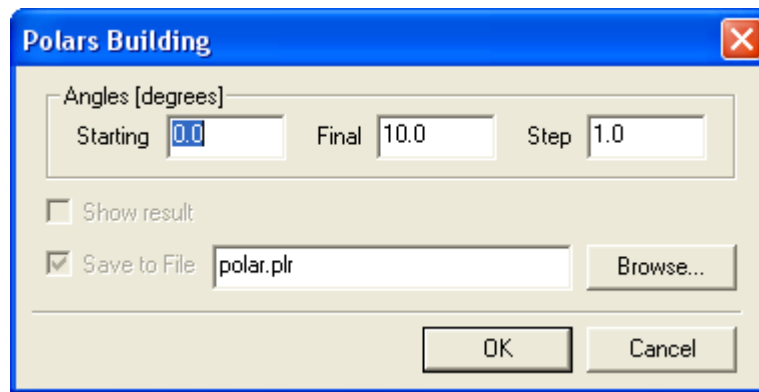 Polars Building
Angles [degrees]
Starting 0.0 Final 10.0 Step 1.0
Show result
Save to File polar.plr Browse...
OK Cancel